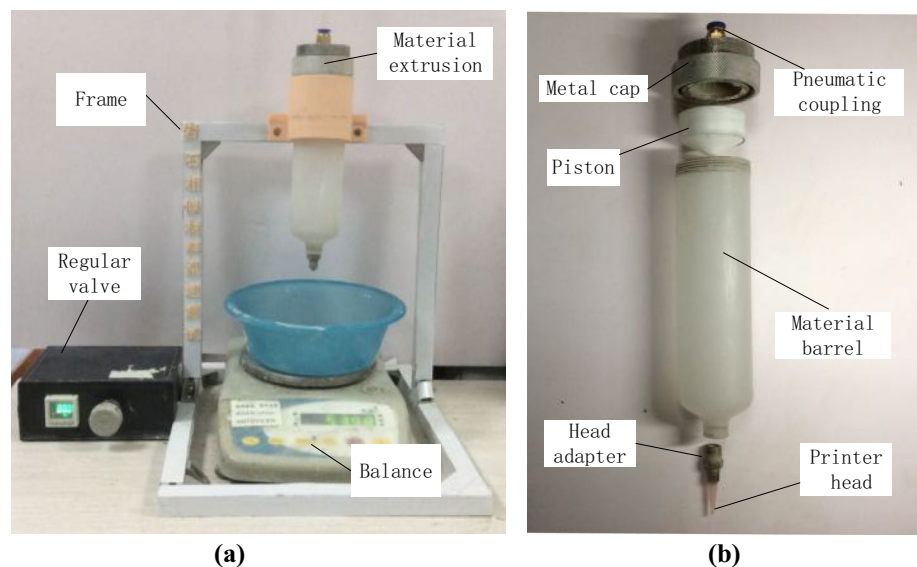 Material
extrusion
Frame
Regular
valve
Balance
(a)
Pneumatic
coupling
Metal cap
Piston
Material
barrel
Head
adapter
Printer
head
(b)